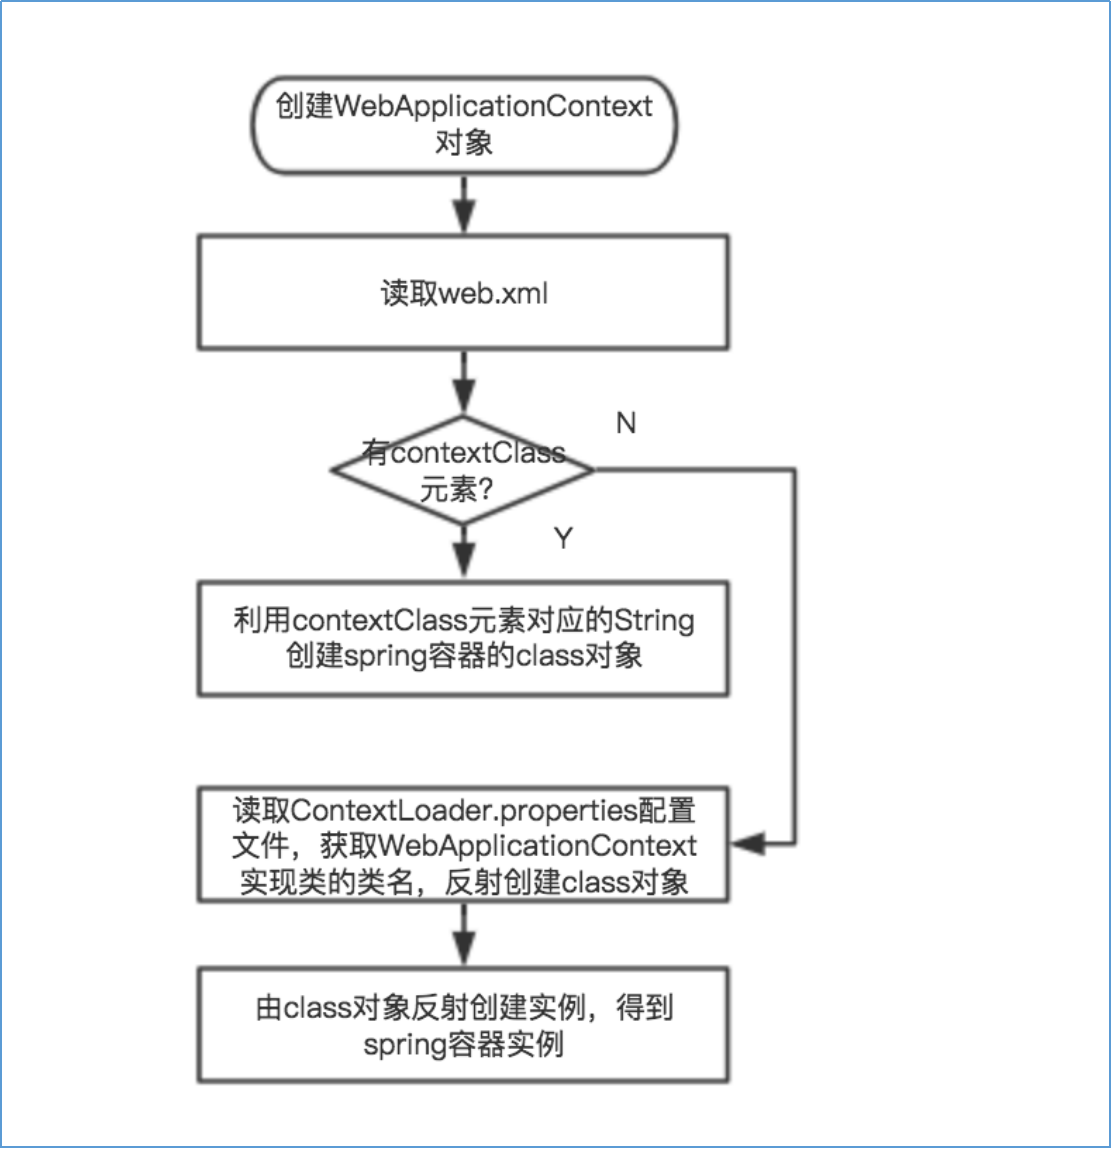 创建WebApplicationContext
对象
读取web.xml
N
有contextClass
元素？
Y
利用contextClass元素对应的String
创建spring容器的class对象
读取ContextLoader.properties配置
文件，获取WebApplicationContext
实现类的类名，反射创建class对象
由class对象反射创建实例，得到
spring容器实例